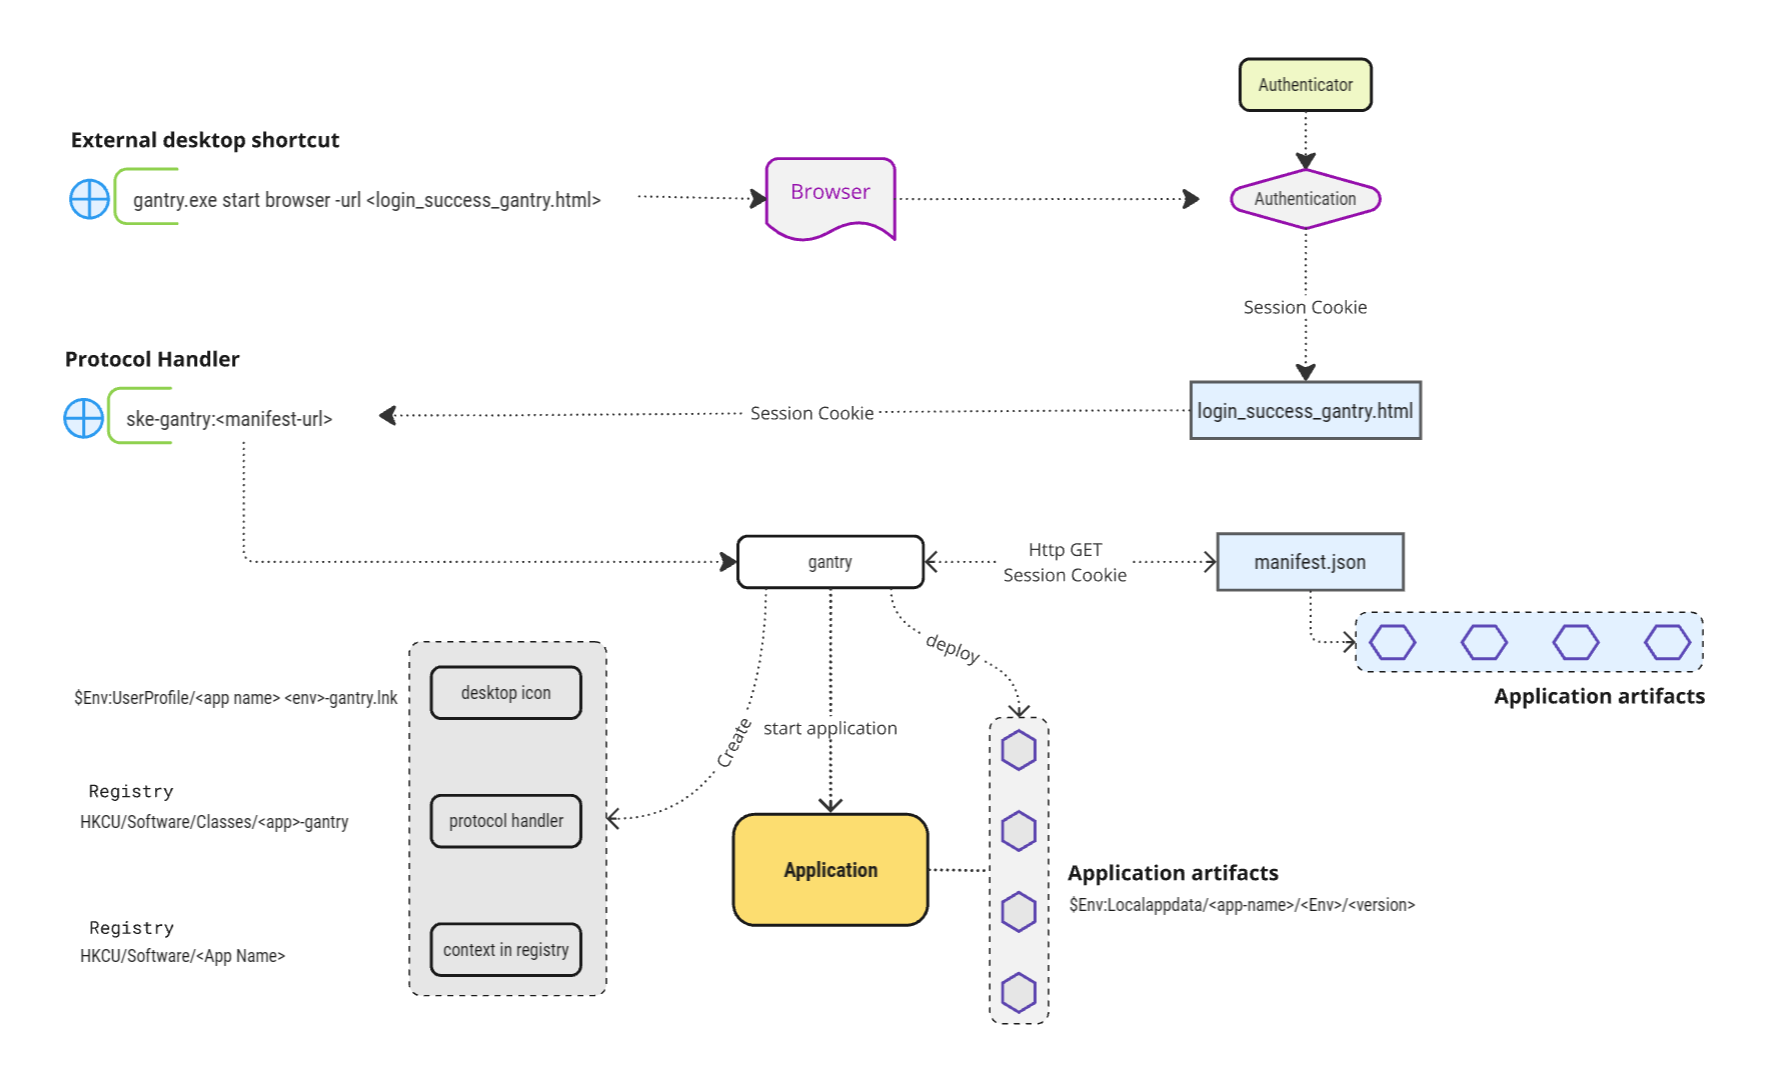 Authenticator
External desktop shortcut
gantry.exe start browser -url <login_success_gantry.html>
Browser
Authentication
Session Cookie
Protocol Handler
ske-gantry:<manifest-url>
Session Cookie
login_success_gantry.html
gantry
Http GET
Session Cookie
manifest.json
deploy
Application artifacts
desktop icon
$Env:UserProfile/<app name> <env>-gantry.lnk
Create
start application
Registry
HKCU/Software/Classes/<app>-gantry
protocol handler
Application
Application artifacts
$Env:Localappdata/<app-name>/<Env>/<version>
Registry
HKCU/Software/<App Name>
context in registry